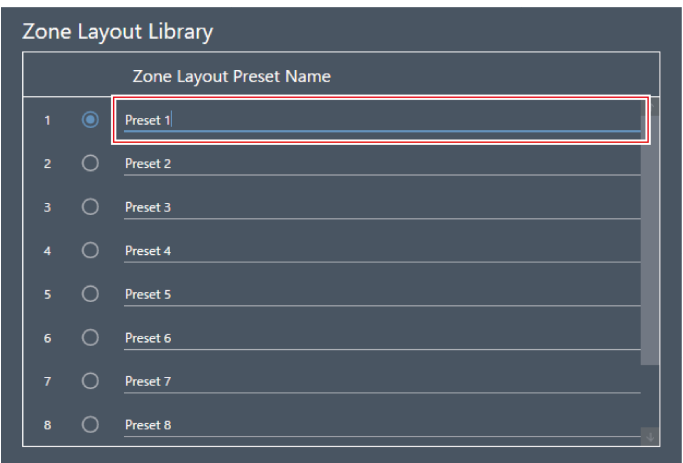 Zone Layout Library
Zone Layout Preset Name
1 Preset 1
2 Preset 2
3 Preset 3
4 Preset 4
5 Preset 5
6 Preset 6
7 Preset 7
8 Preset 8